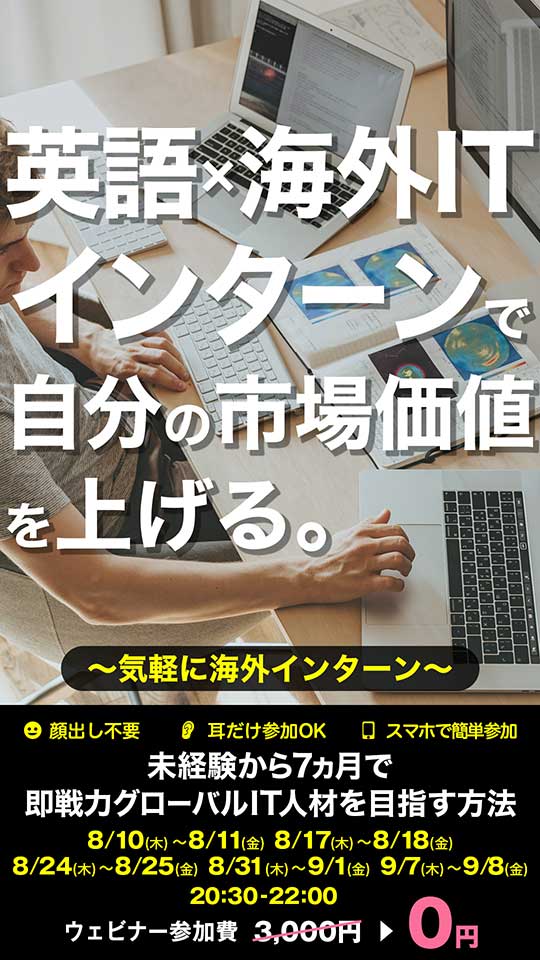 英語×海外IT
インターンで
自分の市場価値
を上げる。
〜気軽に海外インターン〜
顔出し不要 耳だけ参加OK スマホで簡単参加
未経験から7ヵ月で
即戦力グローバルIT人材を目指す方法
8/10(木)〜8/11(金) 8/17(木)〜8/18(金)
8/24(木)〜8/25(金) 8/31(木)〜9/1(金) 9/7(木)〜9/8(金)
20:30-22:00
ウェビナー参加費 3,000円 ▶ 0円